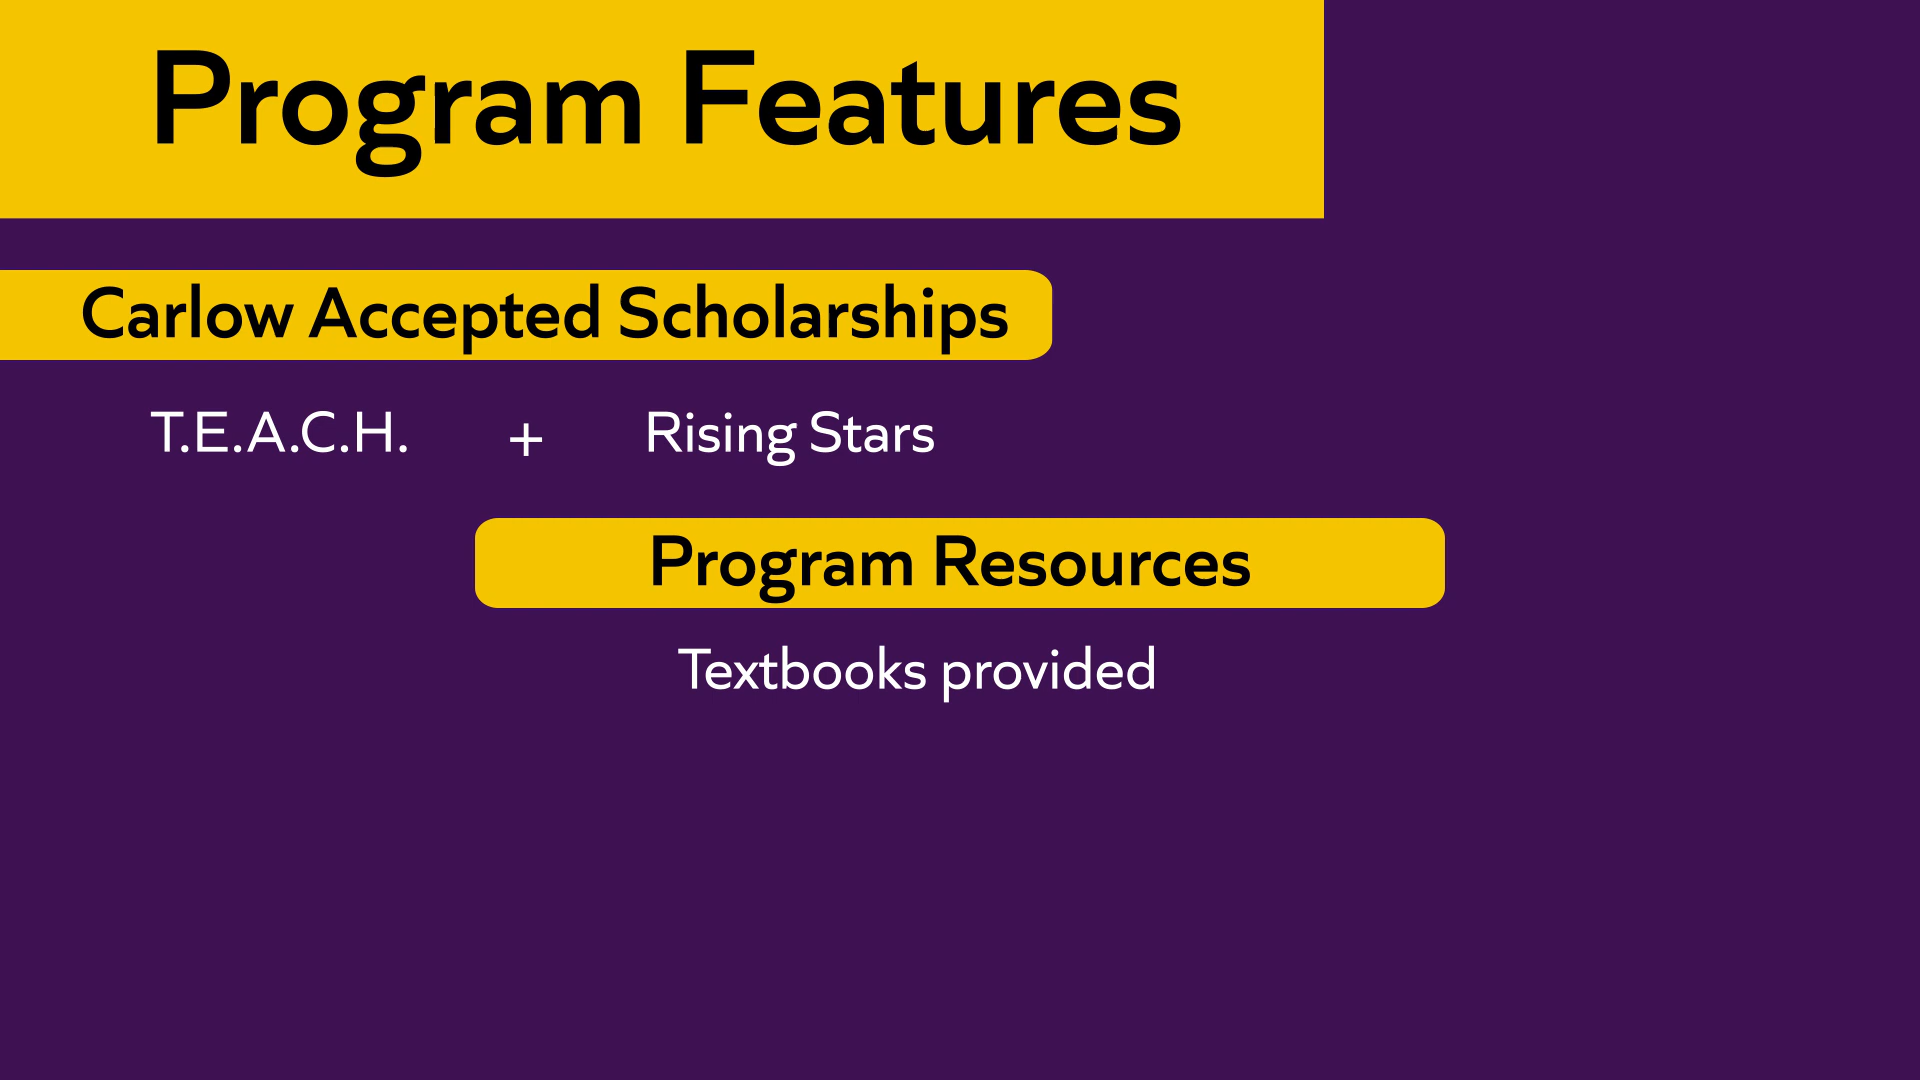 Program Features
Carlow Accepted Scholarships
T.E.A.C.H. + Rising Stars
Program Resources
Textbooks provided